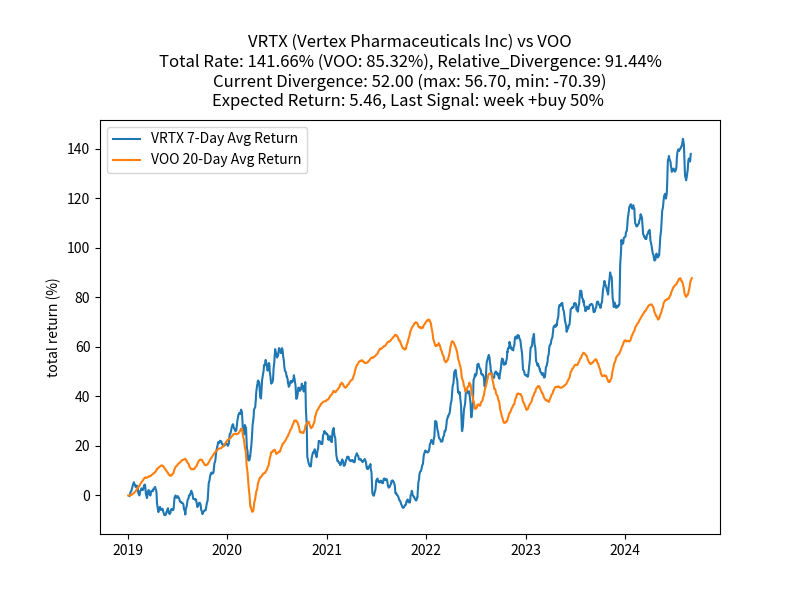 VRTX (Vertex Pharmaceuticals Inc) vs VOO
Total Rate: 141.66% (VOO: 85.32%), Relative_Divergence: 91.44%
Current Divergence: 52.00 (max: 56.70, min: -70.39)
Expected Return: 5.46, Last Signal: week +buy 50%
VRTX 7-Day Avg Return
VOO 20-Day Avg Return
total return (%)
140
120
100
80
60
40
20
0
2019 2020 2021 2022 2023 2024